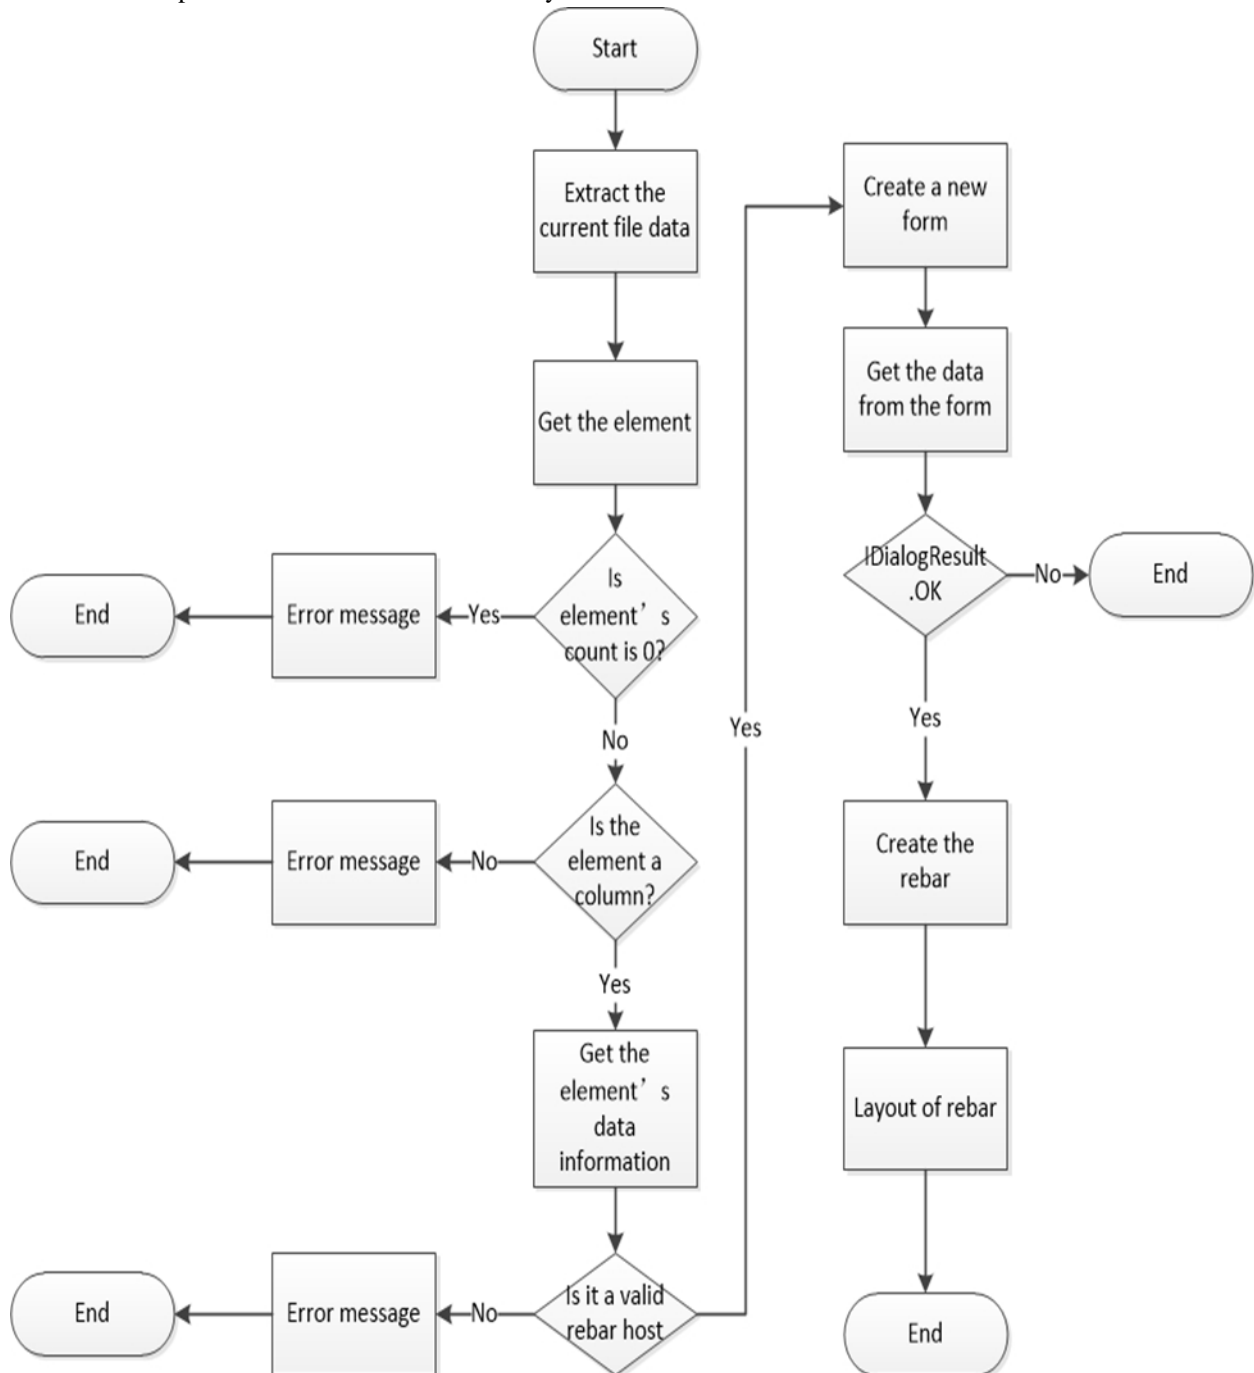 Start
Extract the
current file data
Get the element
Is
element’s
count is 0?
Yes
Error message
End
No
Is the
element a
column?
No
Error message
End
Yes
Get the
element’s
data
information
Is it a valid
rebar host
No
Error message
End
Yes
Create a new
form
Get the data
from the form
IDialogResult
.OK
No
End
Yes
Create the
rebar
Layout of rebar
End